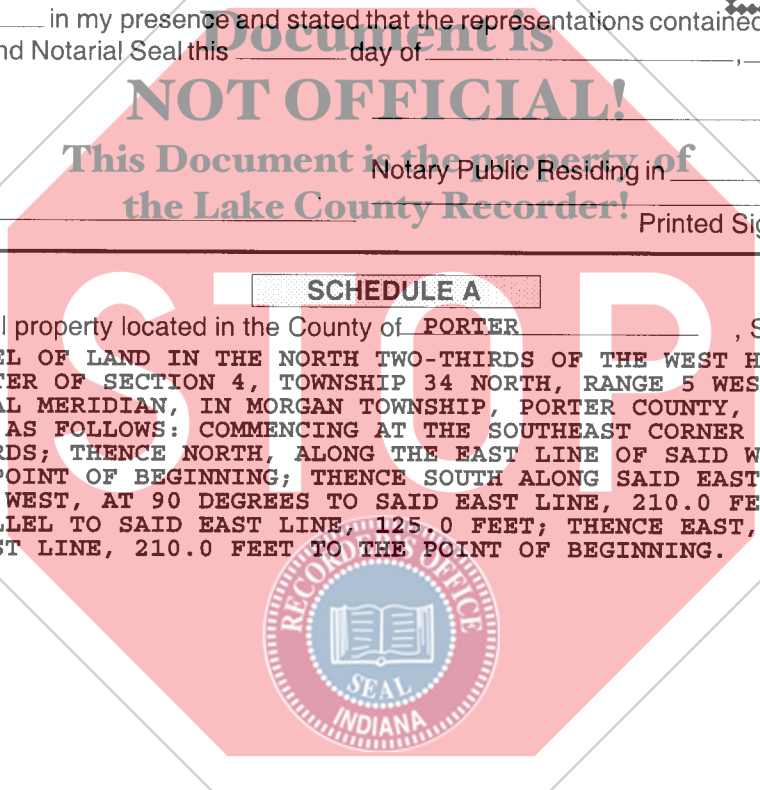 in my presence and stated that the representations contained
Document is
nd Notarial Seal this day of ,
NOT OFFICIAL!
This Document is the property of
Notary Public Residing in
the Lake County Recorder!
Printed Sig
SCHEDULE A
l property located in the County of PORTER , S
EL OF LAND IN THE NORTH TWO-THIRDS OF THE WEST H
TER OF SECTION 4, TOWNSHIP 34 NORTH, RANGE 5 WES
AL MERIDIAN, IN MORGAN TOWNSHIP, PORTER COUNTY,
AS FOLLOWS: COMMENCING AT THE SOUTHEAST CORNER
RDS; THENCE NORTH, ALONG THE EAST LINE OF SAID W
POINT OF BEGINNING; THENCE SOUTH ALONG SAID EAST
WEST, AT 90 DEGREES TO SAID EAST LINE, 210.0 FE
LLEL TO SAID EAST LINE, 125.0 FEET; THENCE EAST,
ST LINE, 210.0 FEET TO THE POINT OF BEGINNING.
STOP
RECORDER'S OFFICE
SEAL
INDIANA